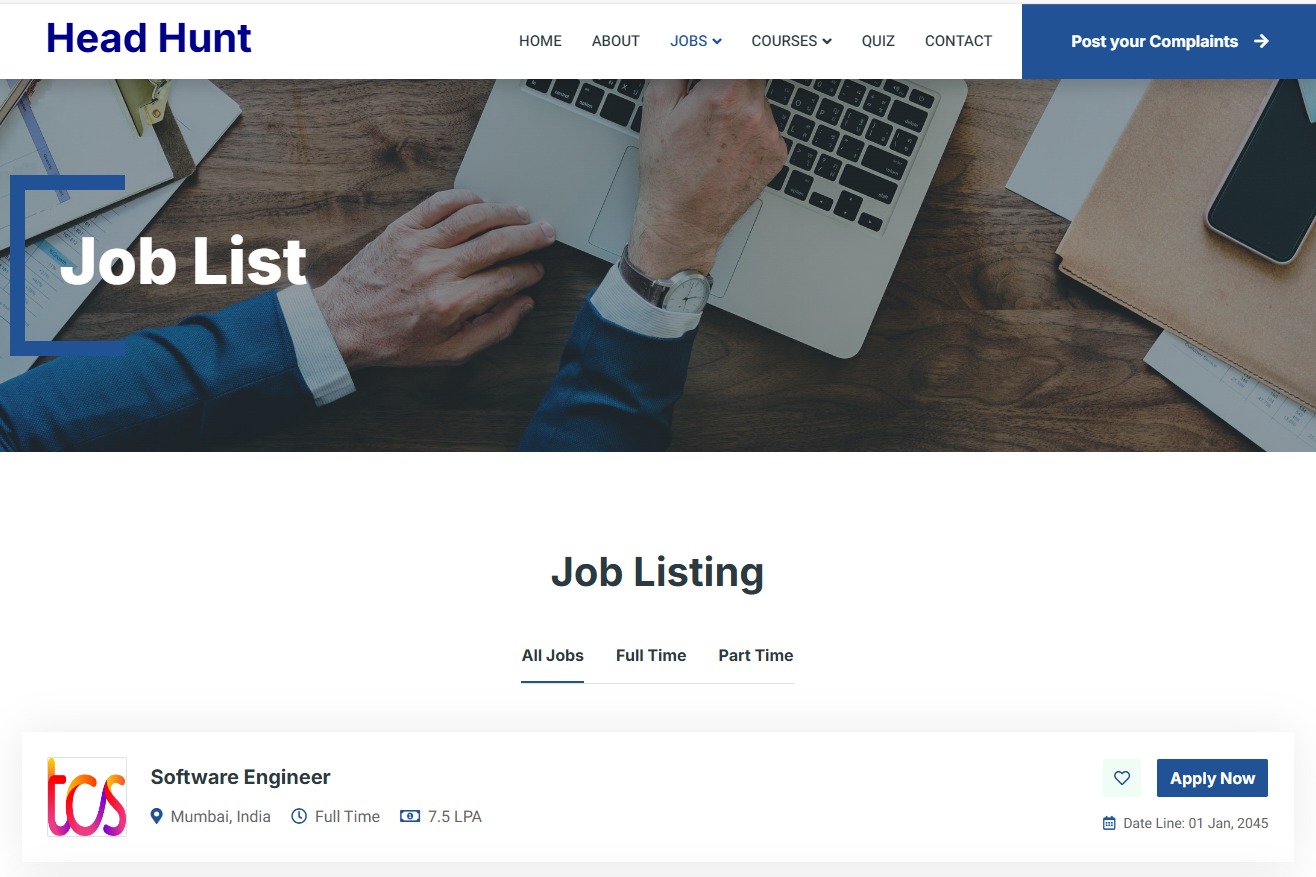 Head Hunt
HOME ABOUT JOBS COURSES QUIZ CONTACT
Post your Complaints
Job List
Job Listing
All Jobs Full Time Part Time
tcs
Software Engineer
Mumbai, India Full Time 7.5 LPA
Apply Now
Date Line: 01 Jan, 2045